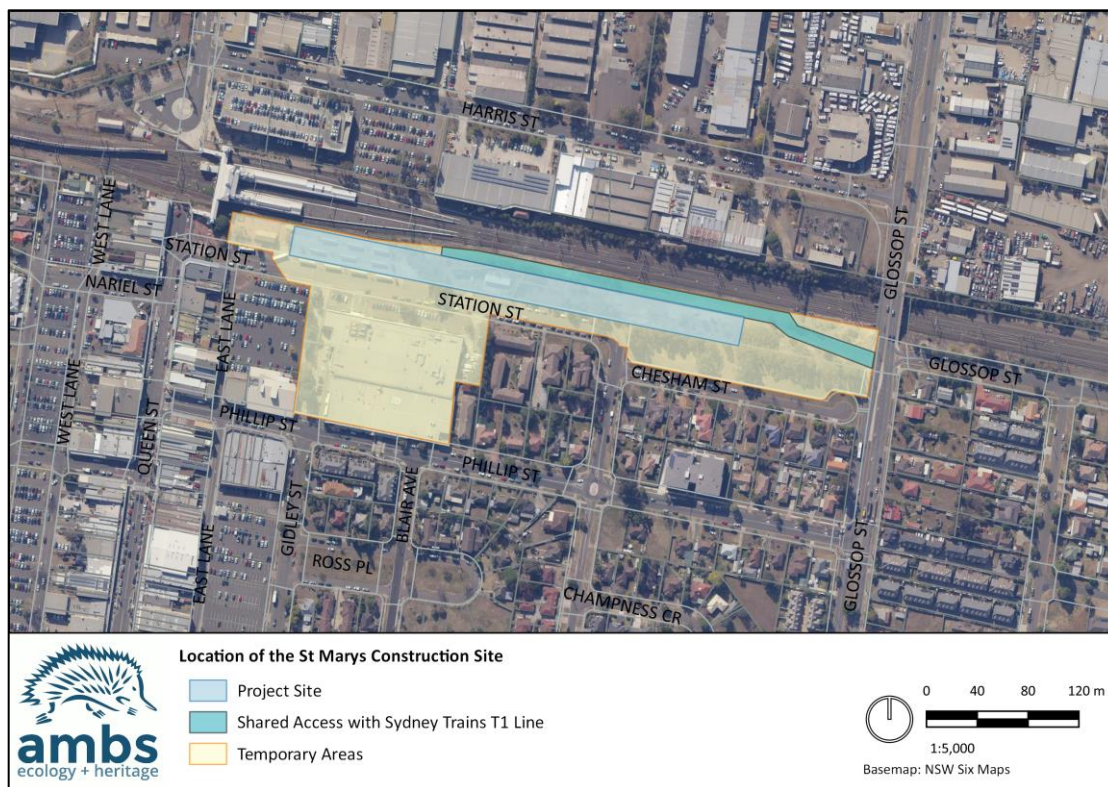 HARRIS ST
WEST LANE
STATION ST
GLOSSOP ST
NARIEL ST
EAST LANE
STATION ST
CHESHAM ST
GLOSSOP ST
WEST LANE
QUEEN ST
PHILLIP ST
PHILLIP ST
BLAIR AVE
GIDLEY ST
EAST LANE
ROSS PL
GLOSSOP ST
CHAMPNESS CR
ambs
ecology + heritage
Location of the St Marys Construction Site
Project Site
Shared Access with Sydney Trains T1 Line
Temporary Areas
0 40 80 120 m
1:5,000
Basemap: NSW Six Maps